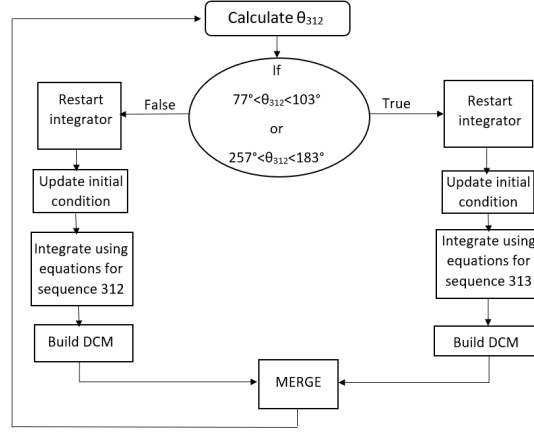 Calculate θ312
If
77°<θ312<103°
or
257°<θ312<183°
False
True
Restart
integrator
Update initial
condition
Integrate using
equations for
sequence 312
Build DCM
Restart
integrator
Update initial
condition
Integrate using
equations for
sequence 313
Build DCM
MERGE